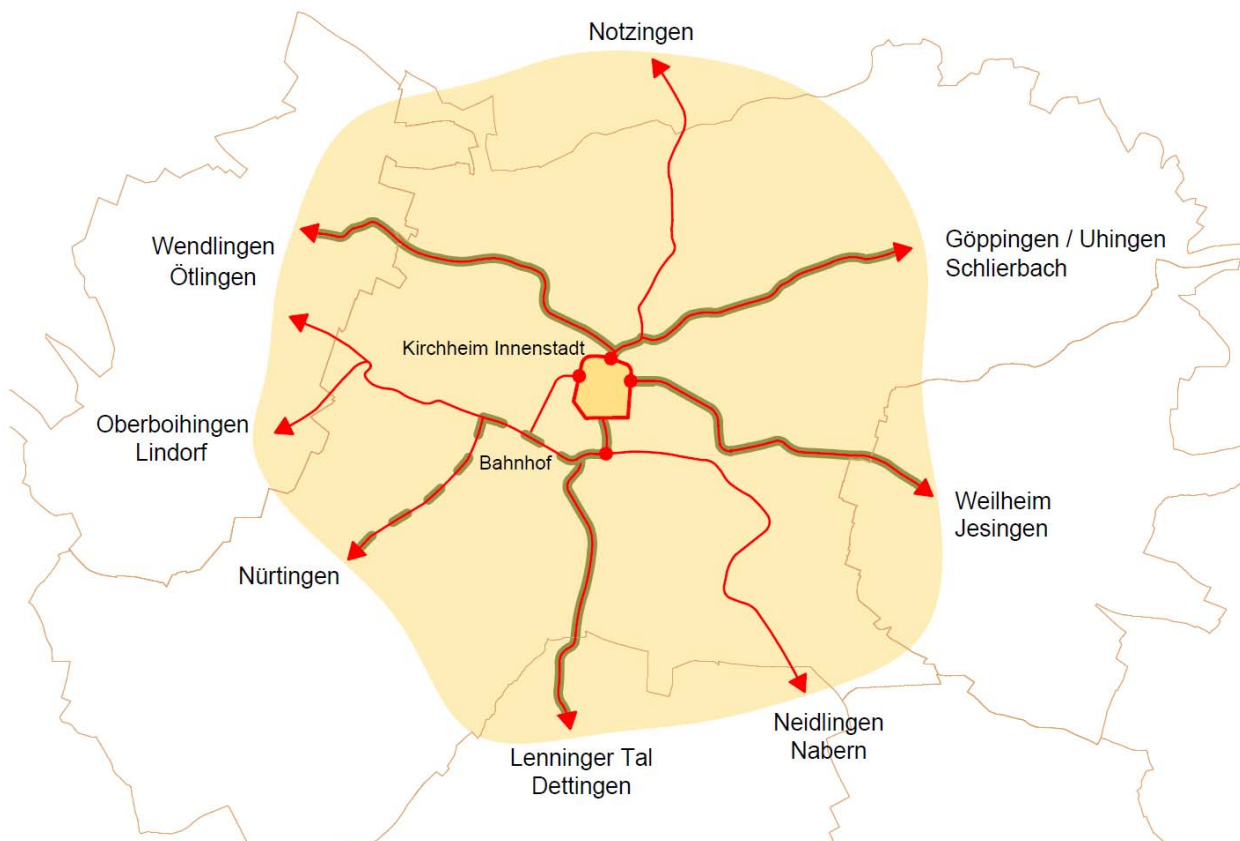 Notzingen
Wendlingen
Ötlingen
Göppingen / Uhingen
Schlierbach
Kirchheim Innenstadt
Oberboihingen
Lindorf
Bahnhof
Weilheim
Jesingen
Nürtingen
Neidlingen
Nabern
Lenninger Tal
Dettingen